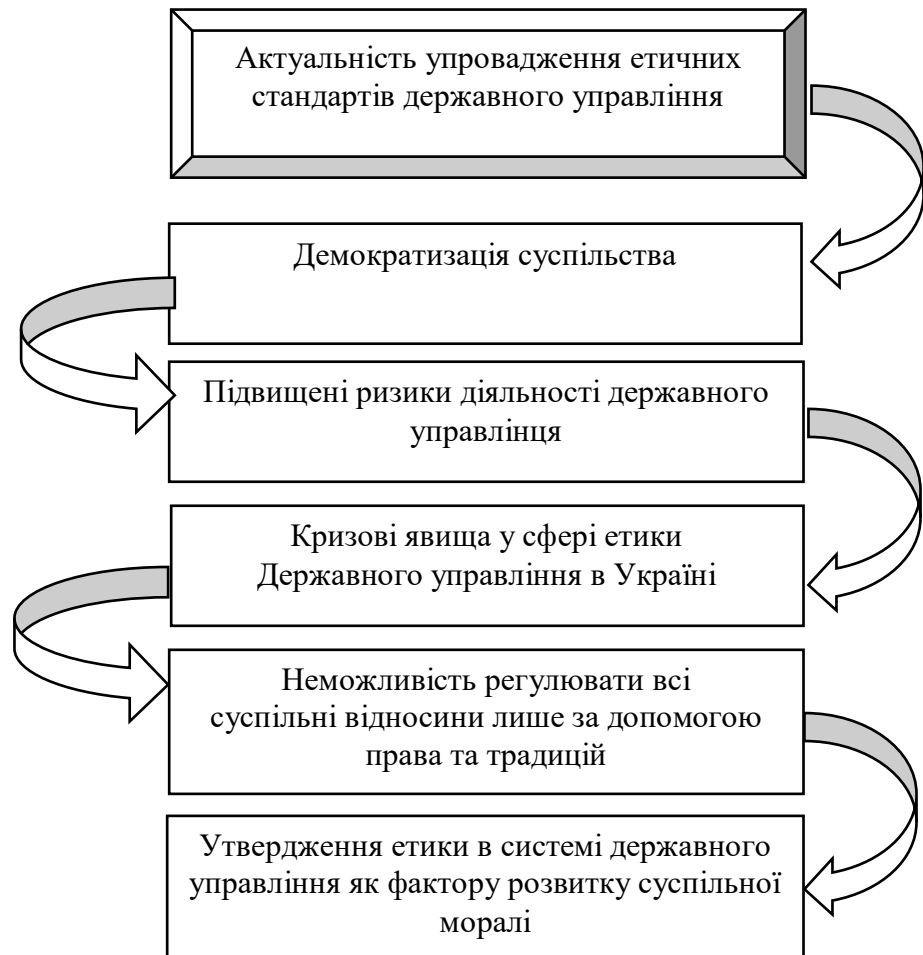 Актуальність упровадження етичних
стандартів державного управління
Демократизація суспільства
Підвищені ризики діяльності державного
управлінця
Кризові явища у сфері етики
Державного управління в Україні
Неможливість регулювати всі
суспільні відносини лише за допомогою
права та традицій
Утвердження етики в системі державного
управління як фактору розвитку суспільної
моралі